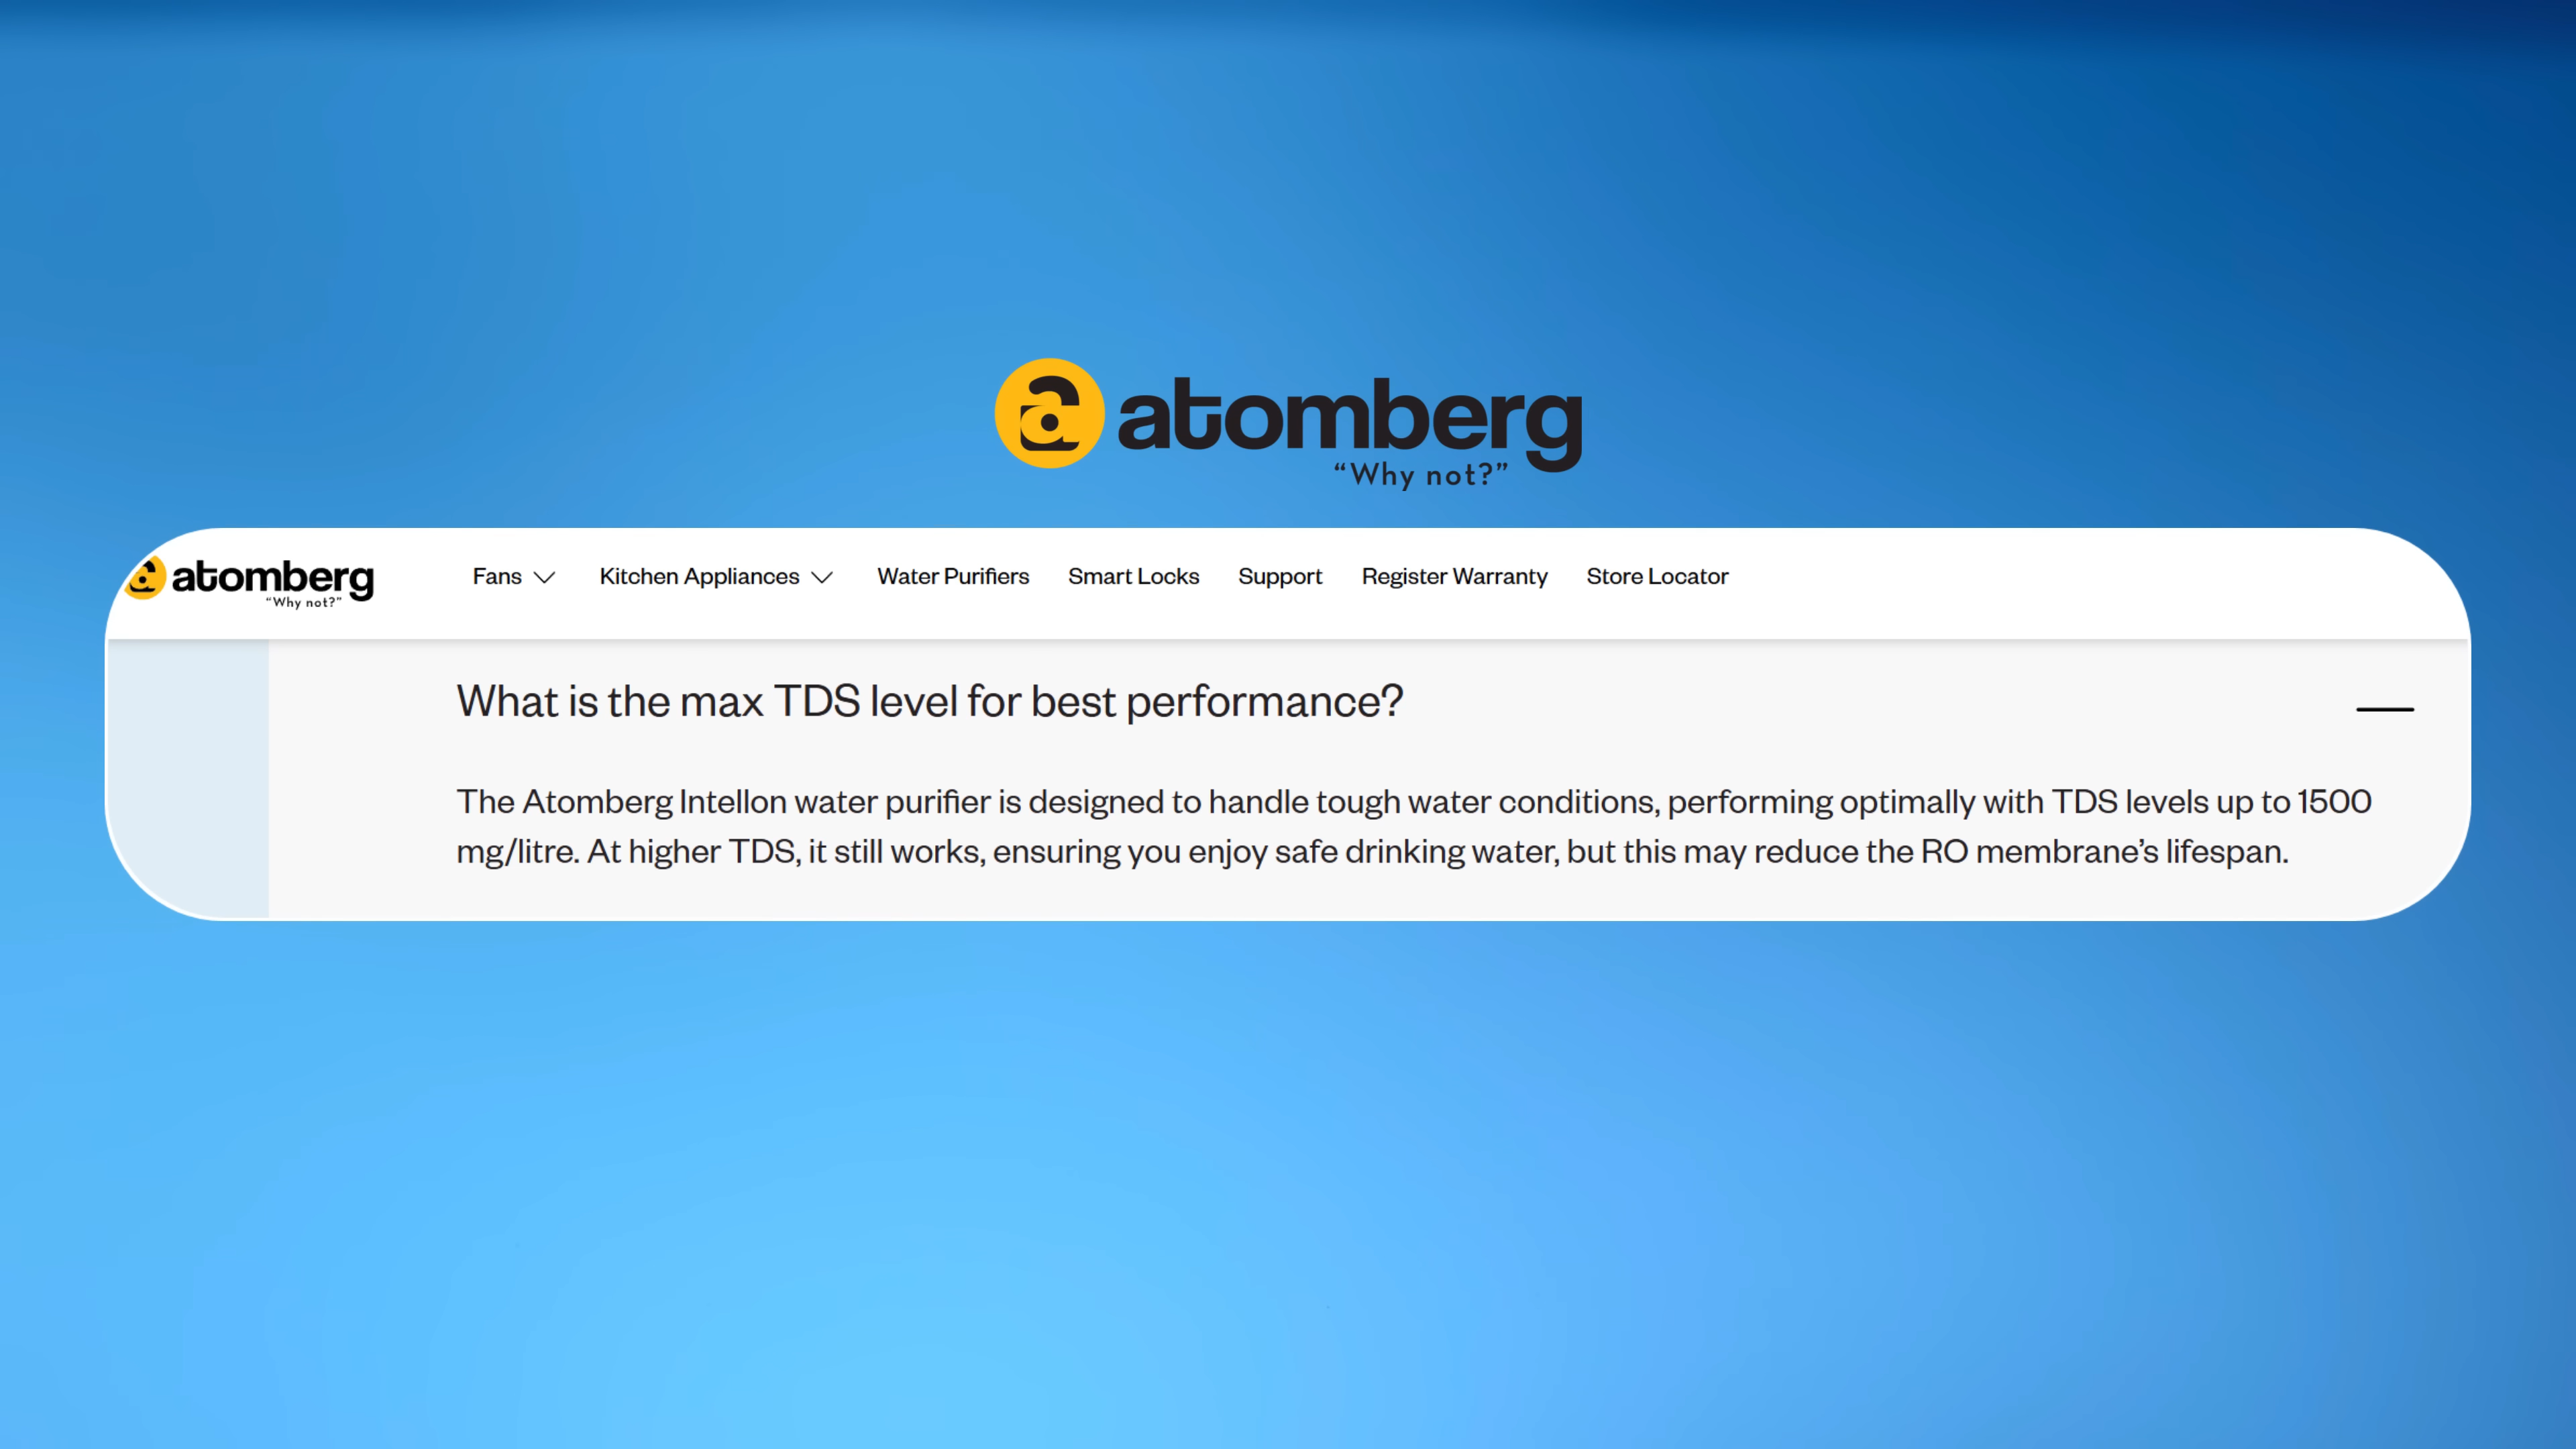 atomberg
“Why not?”
atomberg
“Why not?”
Fans Kitchen Appliances Water Purifiers Smart Locks Support Register Warranty Store Locator
What is the max TDS level for best performance?
The Atomberg Intellon water purifier is designed to handle tough water conditions, performing optimally with TDS levels up to 1500
mg/litre. At higher TDS, it still works, ensuring you enjoy safe drinking water, but this may reduce the RO membrane’s lifespan.